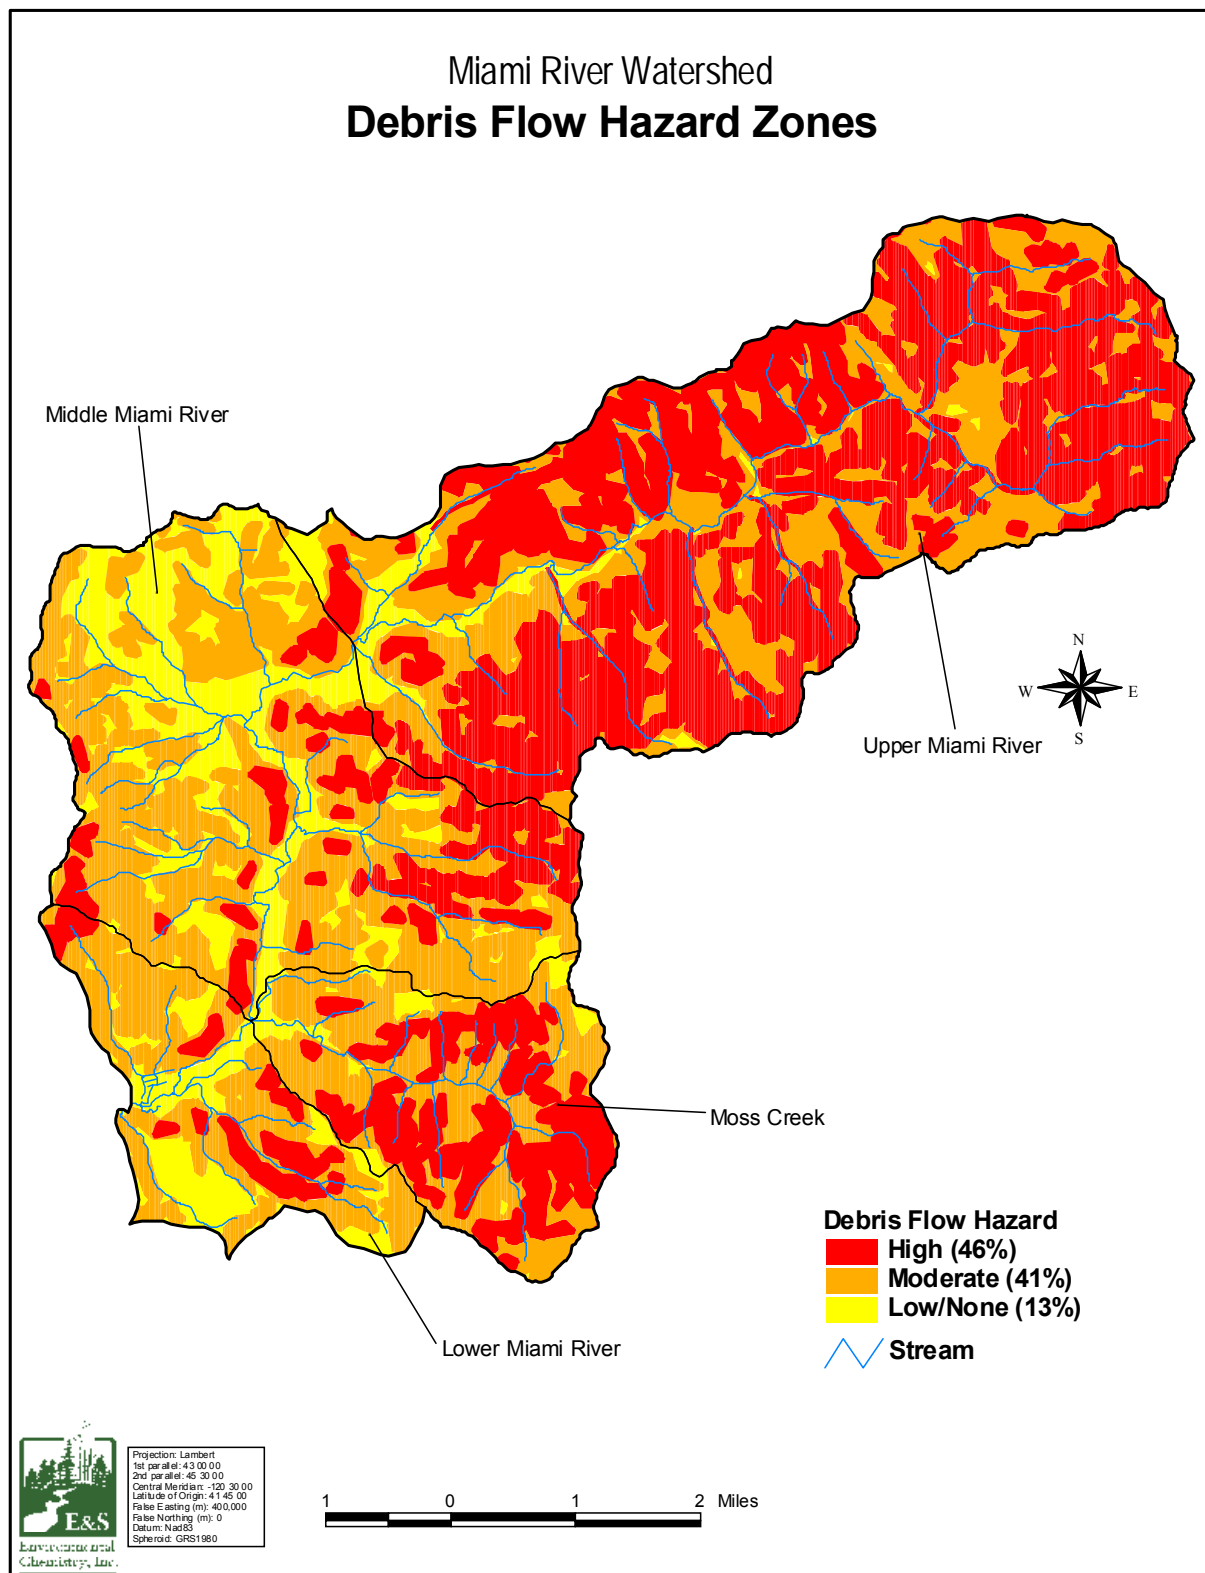 Miami River Watershed
Debris Flow Hazard Zones
Middle Miami River
N
W
E
S
Upper Miami River
Moss Creek
Debris Flow Hazard
High (46%)
Moderate (41%)
Low/None (13%)
Stream
Lower Miami River
E&S
Environmental
Chemistry, Inc.
Projection: Lambert
1st parallel: 43 00 00
2nd parallel: 45 30 00
Central Meridian: -120 30 00
Latitude of Origin: 41 45 00
False Easting (m): 400,000
False Northing (m): 0
Datum: Nad83
Spheroid: GRS1980
1 0 1 2 Miles